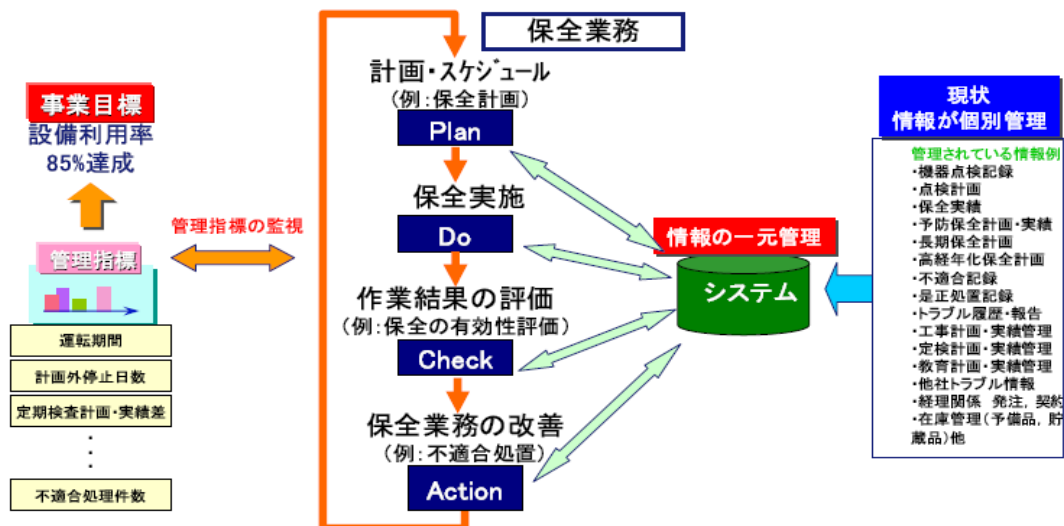 保全業務
計画・スケジュール
(例：保全計画)
Plan
保全実施
Do
作業結果の評価
(例：保全の有効性評価)
Check
保全業務の改善
(例：不適合処置)
Action
事業目標
設備利用率
85%達成
管理指標の監視
管理指標
運転期間
計画外停止日数
定期検査計画・実績差
・
・
・
不適合処理件数
情報の一元管理
システム
現状
情報が個別管理
管理されている情報例
・機器点検記録
・点検計画
・保全実績
・予防保全計画・実績
・長期保全計画
・高経年化保全計画
・不適合記録
・是正処置記録
・トラブル履歴・報告
・工事計画・実績管理
・定検計画・実績管理
・教育計画・実績管理
・他社トラブル情報
・経理関係 発注，契約
・在庫管理(予備品，貯
蔵品)他